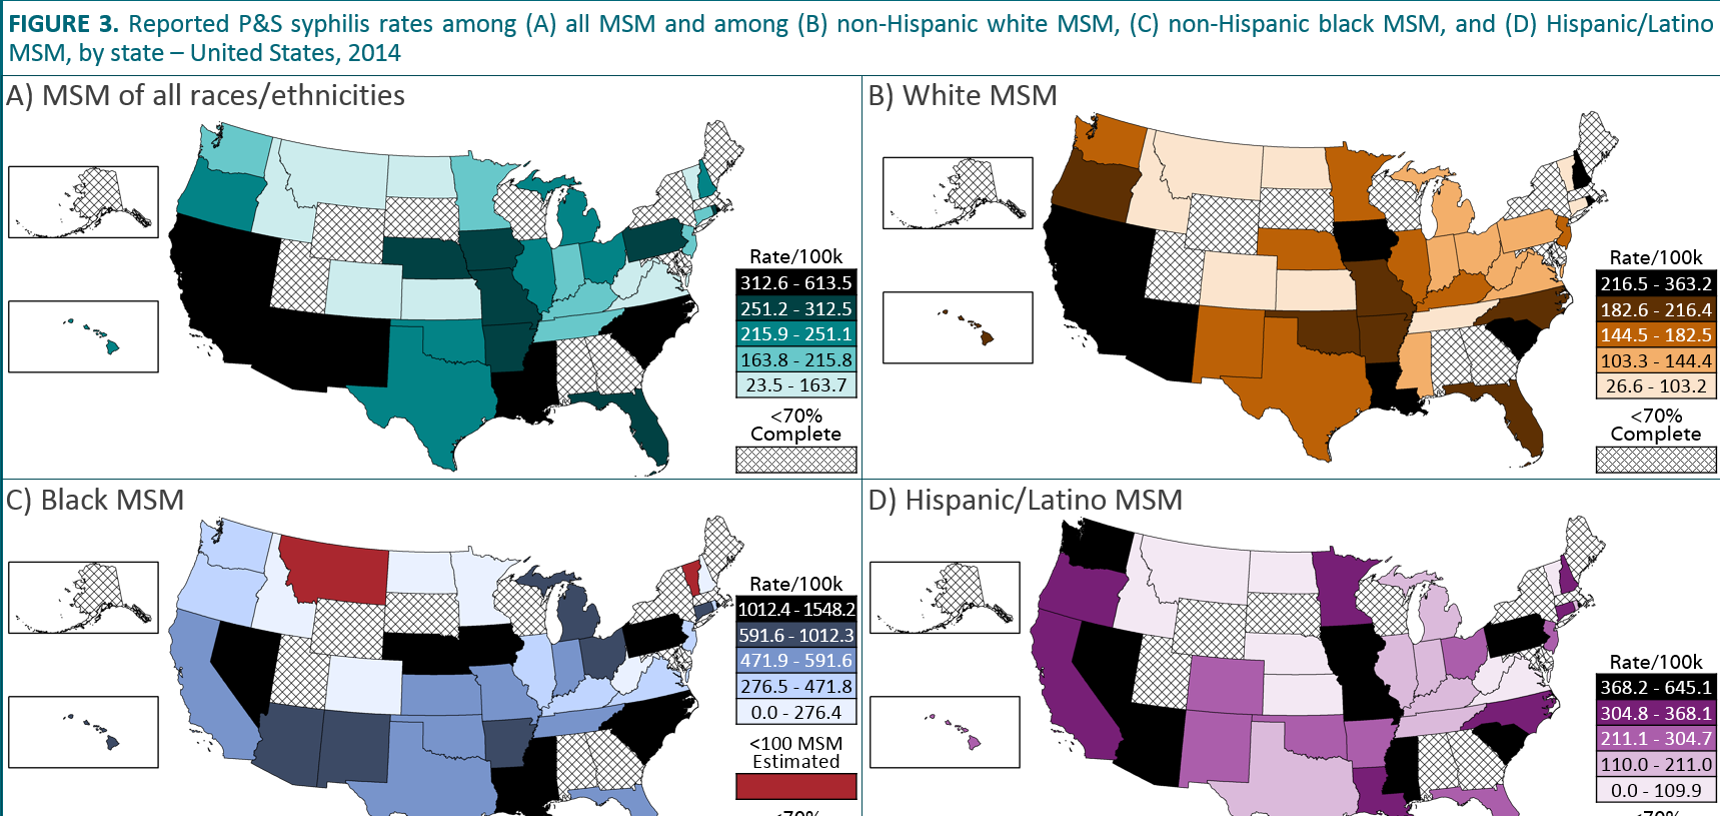 FIGURE 3. Reported P&S syphilis rates among (A) all MSM and among (B) non-Hispanic white MSM, (C) non-Hispanic black MSM, and (D) Hispanic/Latino
MSM, by state – United States, 2014
A) MSM of all races/ethnicities
Rate/100k
312.6 - 613.5
251.2 - 312.5
215.9 - 251.1
163.8 - 215.8
23.5 - 163.7
<70%
Complete
B) White MSM
Rate/100k
216.5 - 363.2
182.6 - 216.4
144.5 - 182.5
103.3 - 144.4
26.6 - 103.2
<70%
Complete
C) Black MSM
Rate/100k
1012.4 - 1548.2
591.6 - 1012.3
471.9 - 591.6
276.5 - 471.8
0.0 - 276.4
<100 MSM
Estimated
<70%
D) Hispanic/Latino MSM
Rate/100k
368.2 - 645.1
304.8 - 368.1
211.1 - 304.7
110.0 - 211.0
0.0 - 109.9
<70%